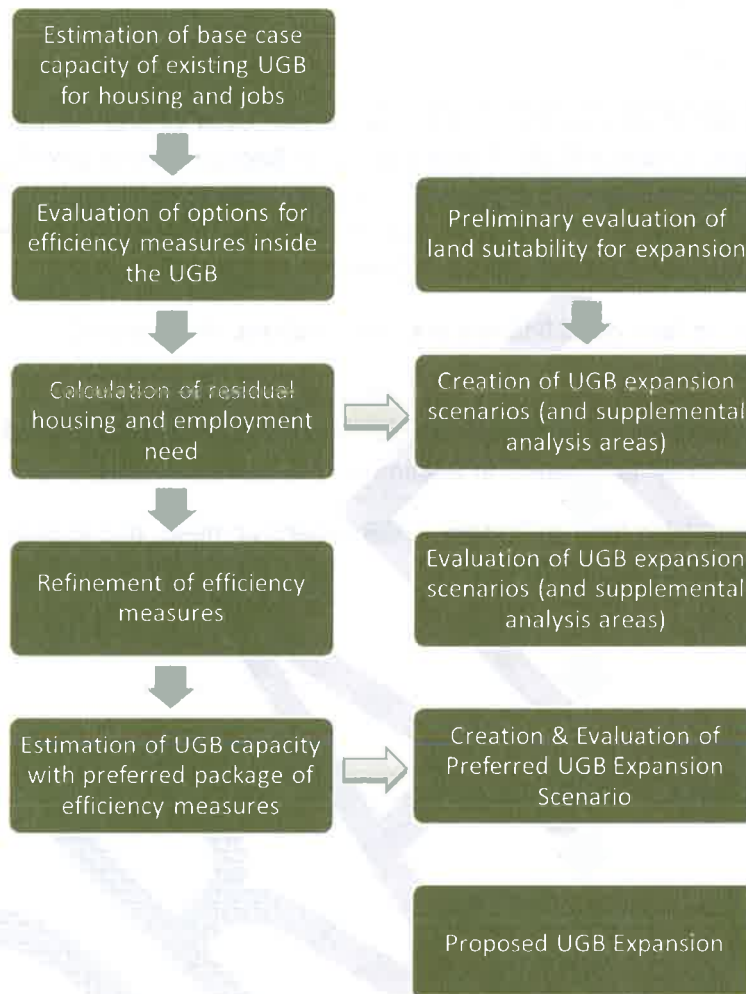 Estimation of base case
capacity of existing UGB
for housing and jobs
Evaluation of options for
efficiency measures inside
the UGB
Preliminary evaluation of
land suitability for expansion
Calculation of residual
housing and employment
need
Creation of UGB expansion
scenarios (and supplemental
analysis areas)
Refinement of efficiency
measures
Evaluation of UGB expansion
scenarios (and supplemental
analysis areas)
Estimation of UGB capacity
with preferred package of
efficiency measures
Creation & Evaluation of
Preferred UGB Expansion
Scenario
Proposed UGB Expansion